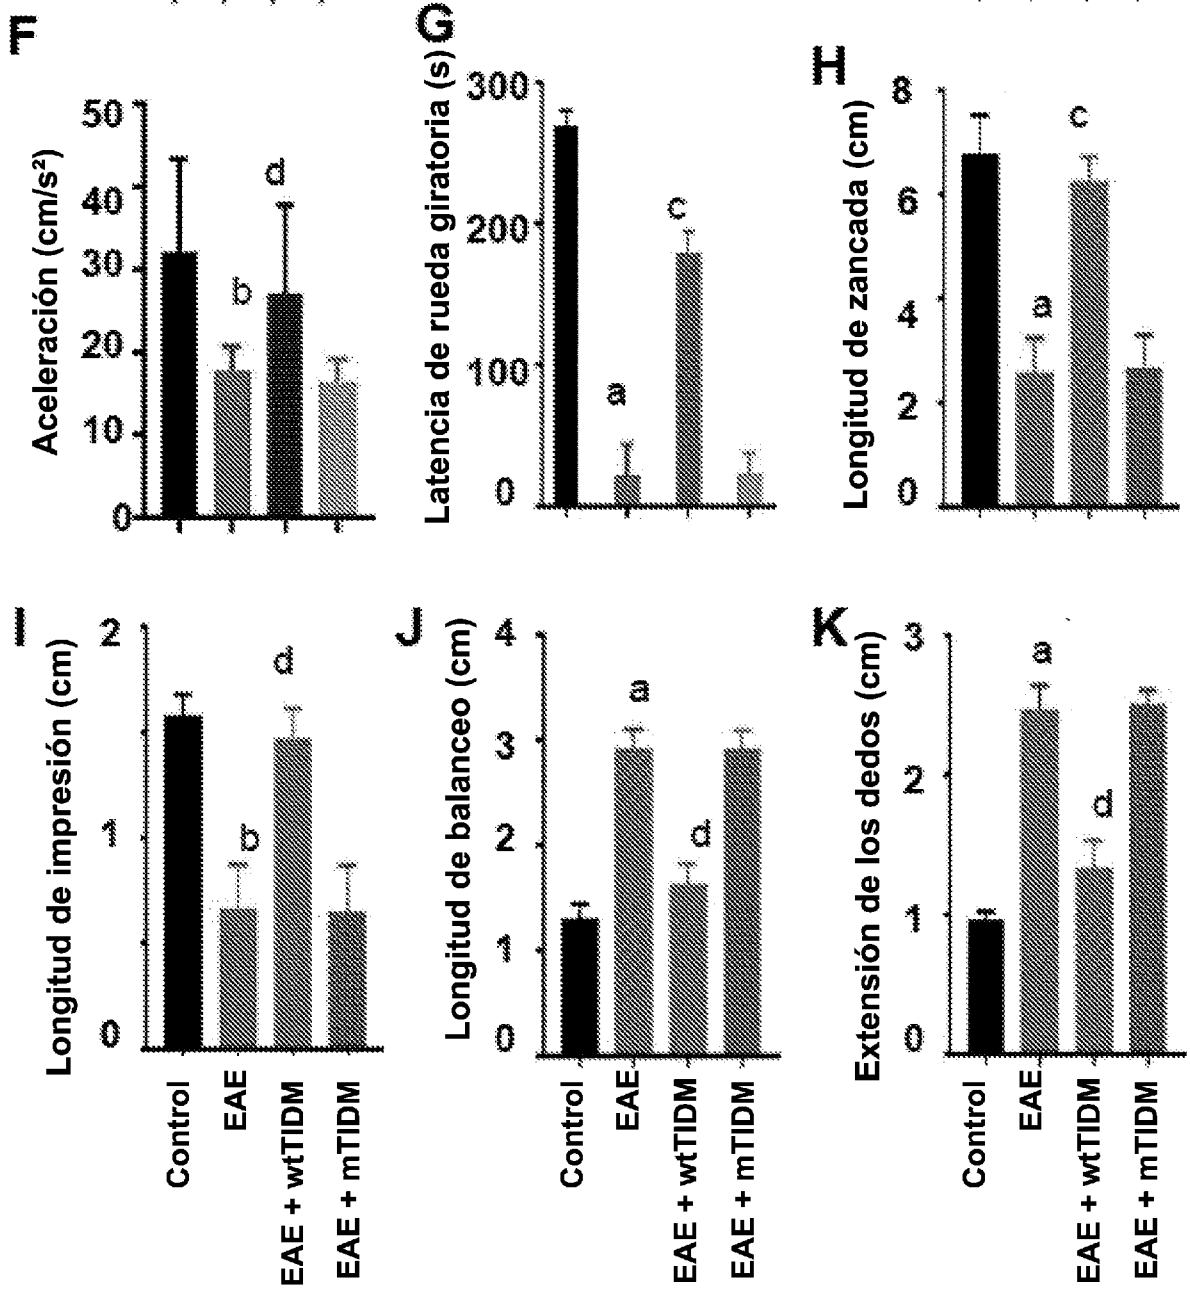 F
Aceleración (cm/s²)
50
40
30
20
10
0
b
d
G
Latencia de rueda giratoria (s)
300
200
100
0
a
c
H
Longitud de zancada (cm)
8
6
4
2
0
a
c
I
Longitud de impresión (cm)
2
1
0
b
d
Control
EAE
EAE + wtTIDM
EAE + mTIDM
J
Longitud de balanceo (cm)
4
3
2
1
0
a
d
Control
EAE
EAE + wtTIDM
EAE + mTIDM
K
Extensión de los dedos (cm)
3
2
1
0
a
d
Control
EAE
EAE + wtTIDM
EAE + mTIDM